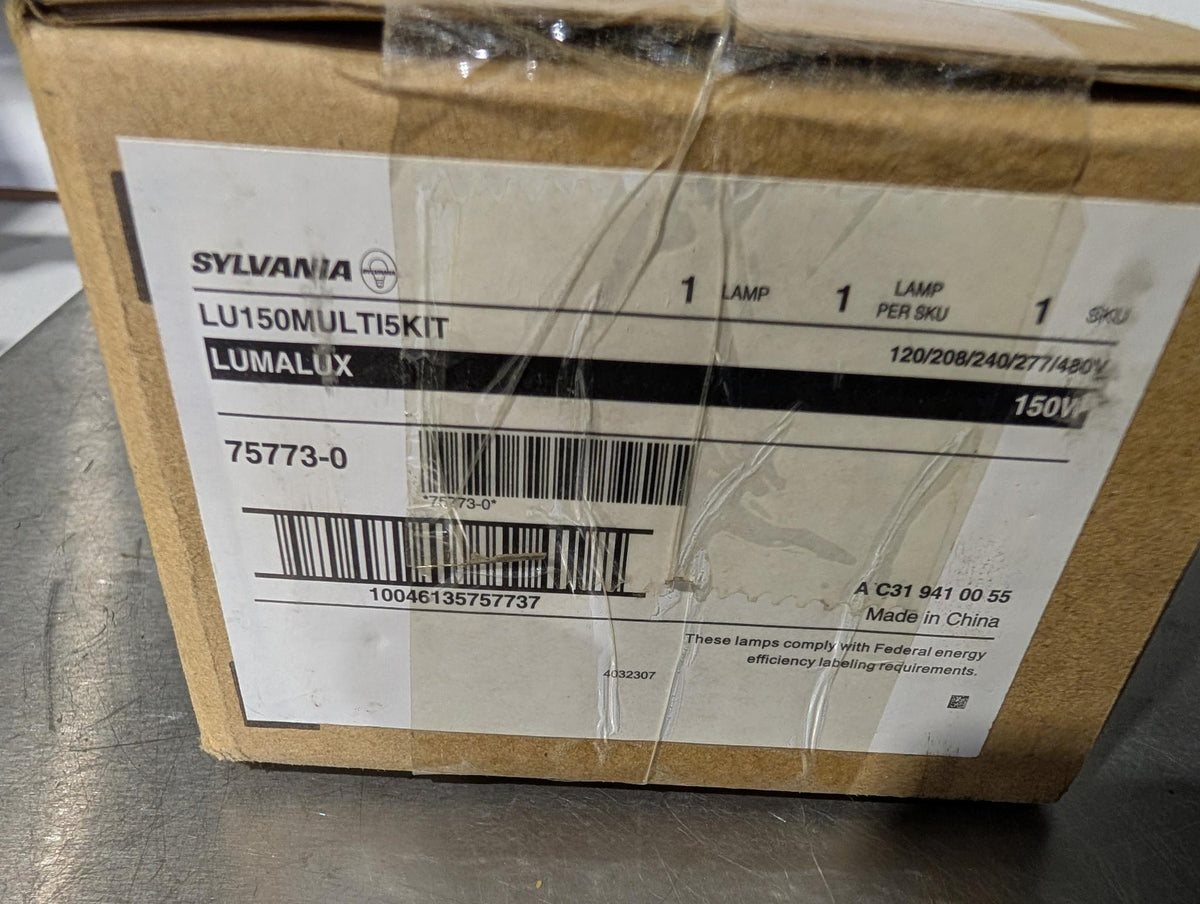 SYLVANIA
1 LAMP 1 LAMP PER SKU 1 SKU
LU150MULTI5KIT
120/208/240/277/480V
LUMALUX
150W
75773-0
*75773-0*
10046135757737
A C31 941 00 55
Made in China
These lamps comply with Federal energy
efficiency labeling requirements.
4032307